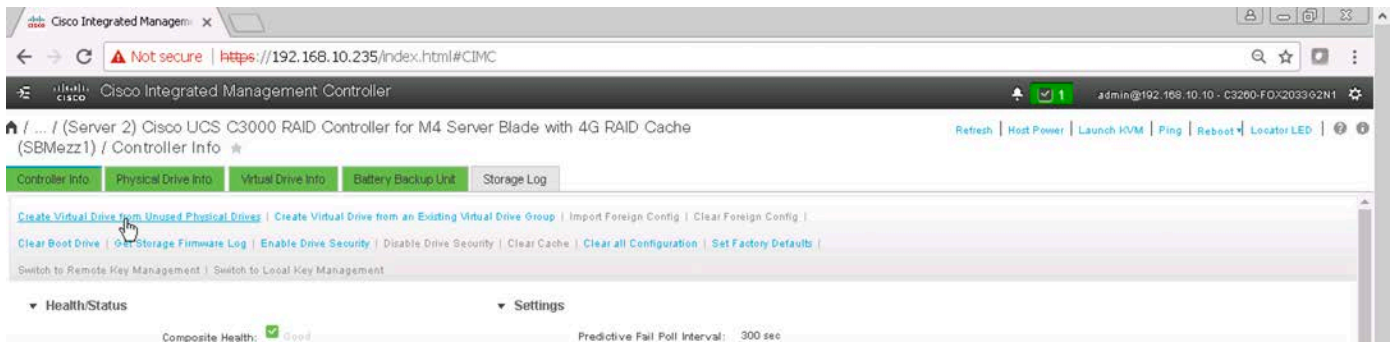 Cisco Integrated Managem
Not secure | https://192.168.10.235/index.html#CIMC
CISCO Cisco Integrated Management Controller 1 admin@192.168.10.10 - C3260-FOX2033G2N1
/ ... / (Server 2) Cisco UCS C3000 RAID Controller for M4 Server Blade with 4G RAID Cache
(SBMezz1) / Controller Info
Refresh | Host Power | Launch KVM | Ping | Reboot | Locator LED |
Controller Info Physical Drive Info Virtual Drive Info Battery Backup Unit Storage Log
Create Virtual Drive from Unused Physical Drives | Create Virtual Drive from an Existing Virtual Drive Group | Import Foreign Config | Clear Foreign Config |
Clear Boot Drive | Get Storage Firmware Log | Enable Drive Security | Disable Drive Security | Clear Cache | Clear all Configuration | Set Factory Defaults |
Switch to Remote Key Management | Switch to Local Key Management
Health/Status Settings
Composite Health: Good Predictive Fail Poll Interval: 300 sec